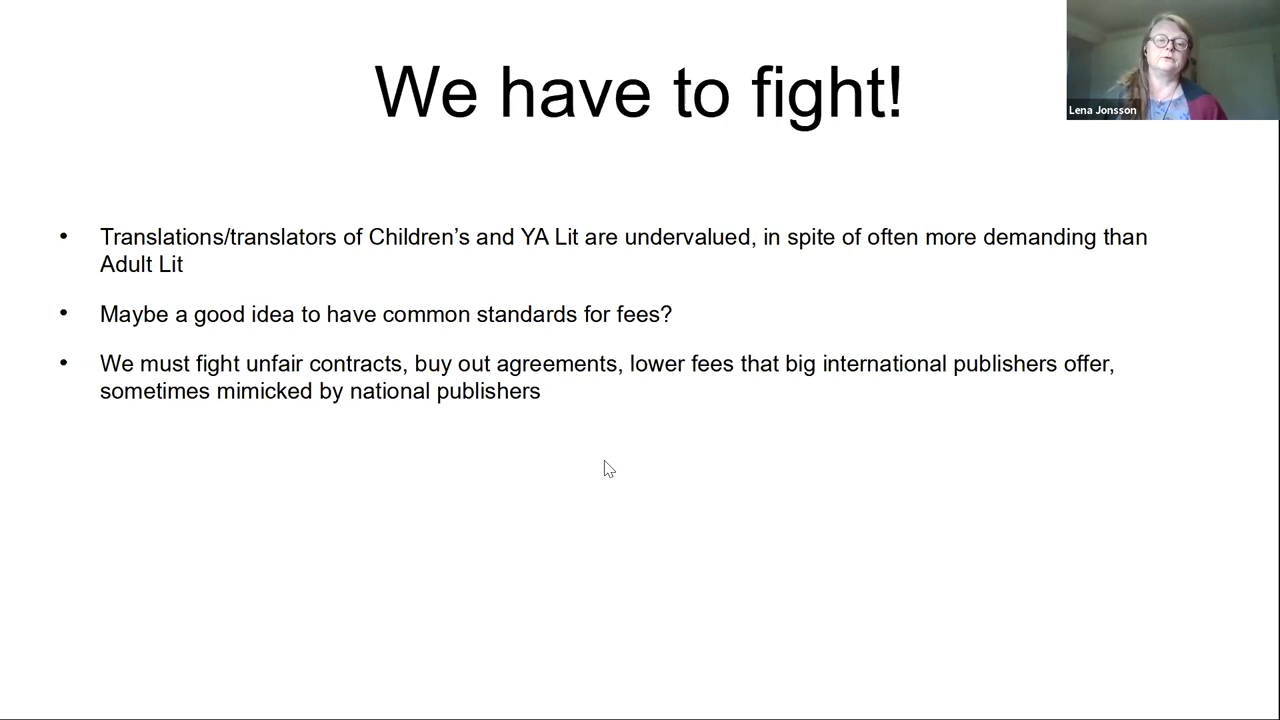 We have to fight!
Lena Jonsson
• Translations/translators of Children’s and YA Lit are undervalued, in spite of often more demanding than
Adult Lit
• Maybe a good idea to have common standards for fees?
• We must fight unfair contracts, buy out agreements, lower fees that big international publishers offer,
sometimes mimicked by national publishers